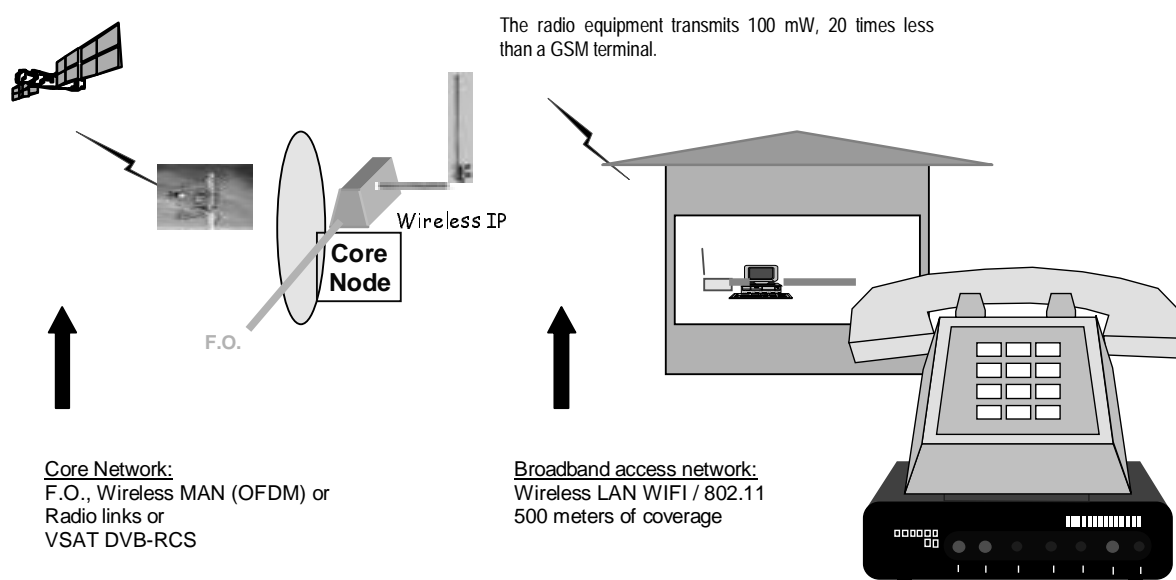 The radio equipment transmits 100 mW, 20 times less
than a GSM terminal.
Wireless IP
Core
Node
F.O.
Core Network:
F.O., Wireless MAN (OFDM) or
Radio links or
VSAT DVB-RCS
Broadband access network:
Wireless LAN WIFI / 802.11
500 meters of coverage